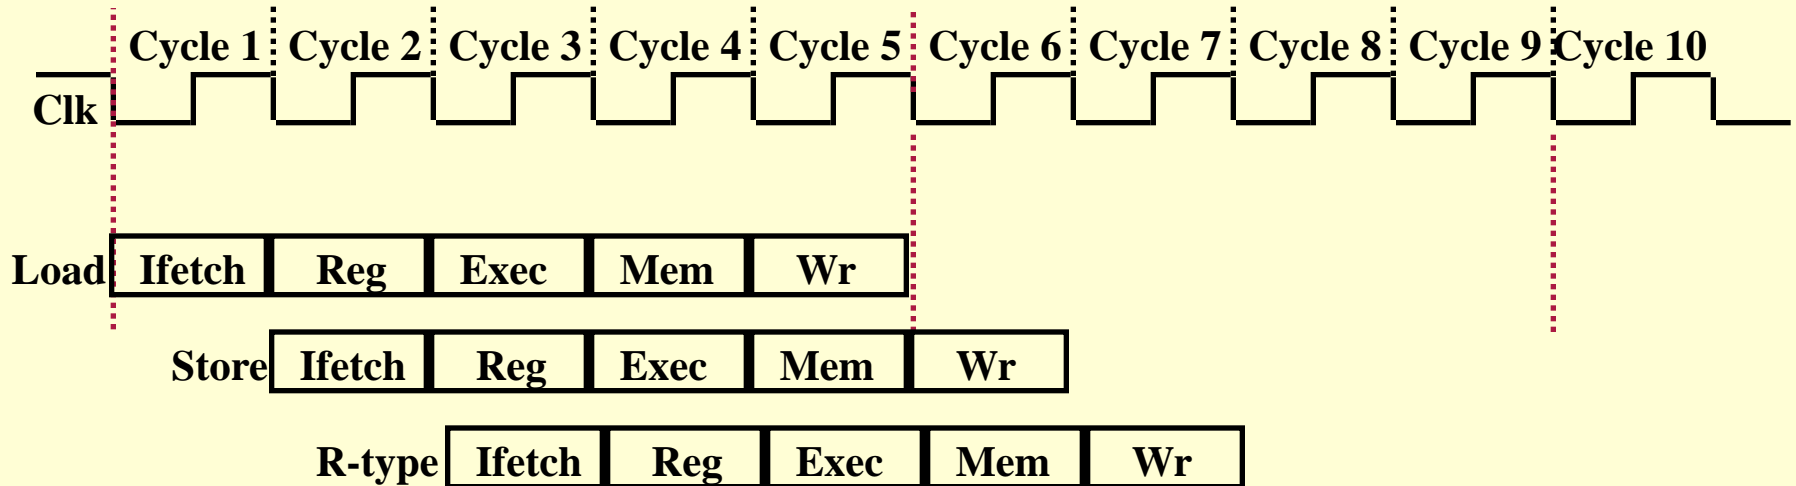 Cycle 1 Cycle 2 Cycle 3 Cycle 4 Cycle 5 Cycle 6 Cycle 7 Cycle 8 Cycle 9 Cycle 10
Clk
Load Ifetch Reg Exec Mem Wr
Store Ifetch Reg Exec Mem Wr
R-type Ifetch Reg Exec Mem Wr